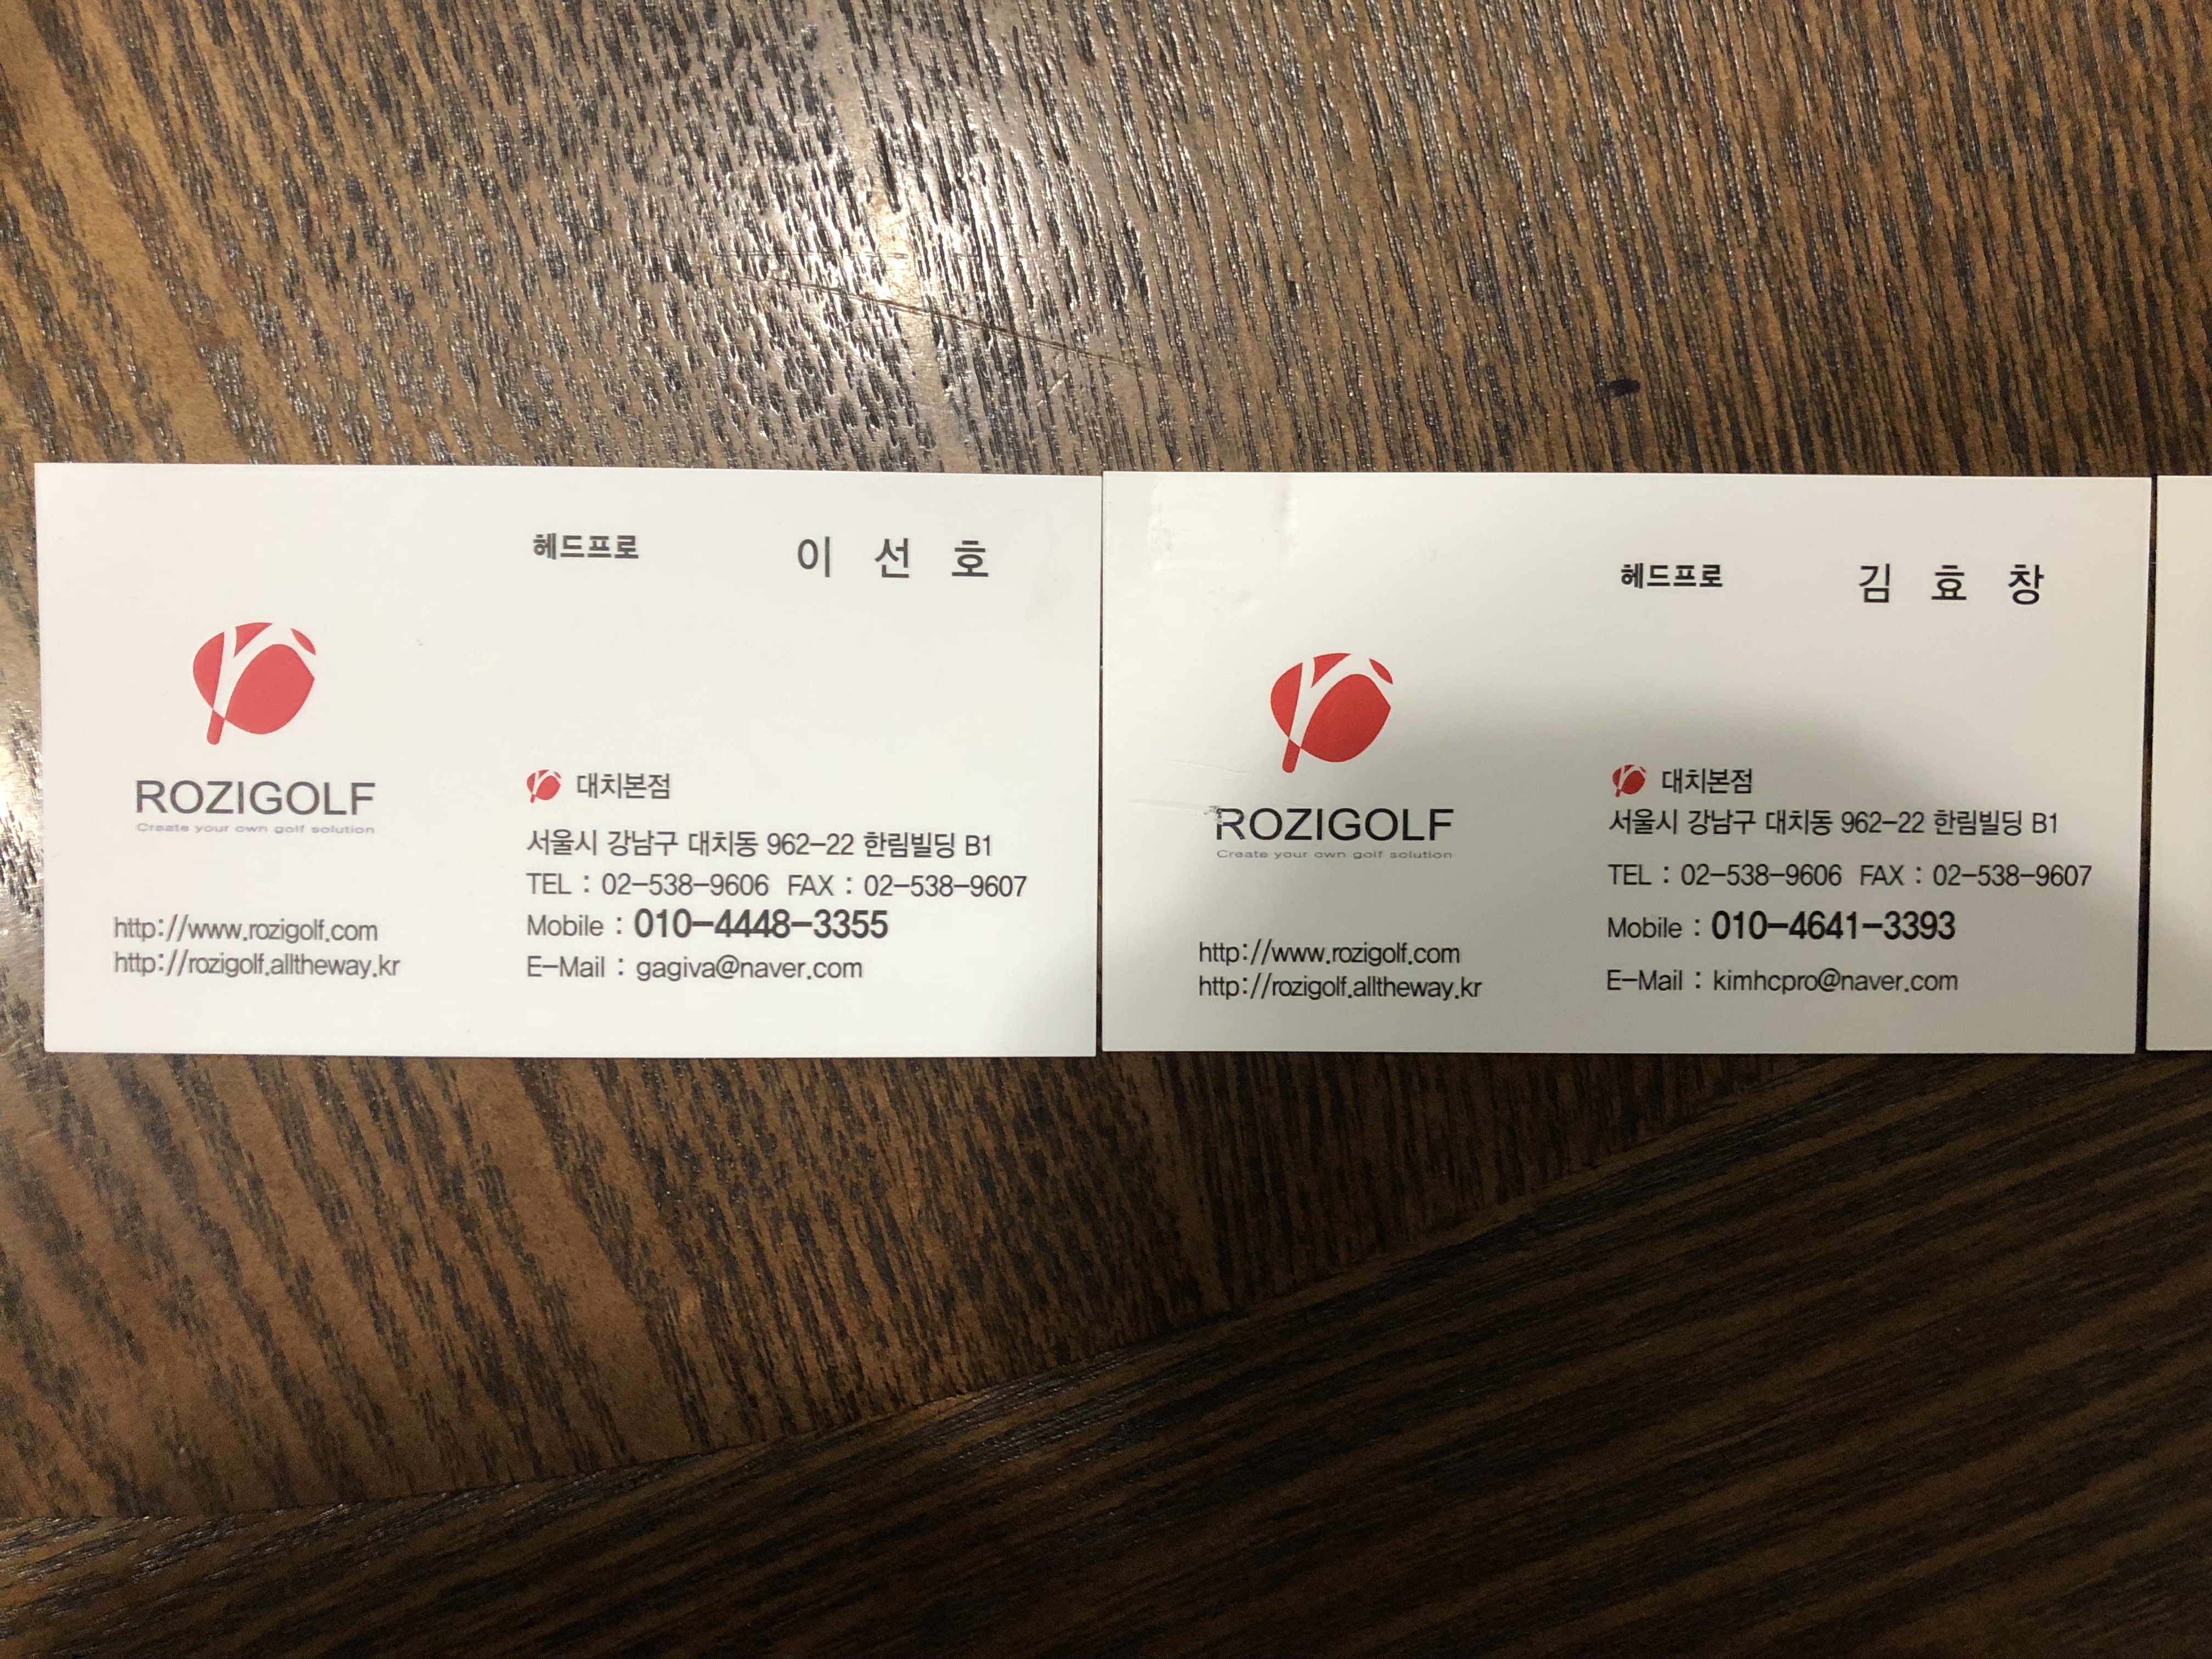 헤드프로 이 선 호
ROZIGOLF
Create your own golf solution
http://www.rozigolf.com
http://rozigolf.alltheway.kr
대치본점
서울시 강남구 대치동 962-22 한림빌딩 B1
TEL : 02-538-9606 FAX : 02-538-9607
Mobile : 010-4448-3355
E-Mail : gagiva@naver.com
헤드프로 김 효 창
ROZIGOLF
Create your own golf solution
http://www.rozigolf.com
http://rozigolf.alltheway.kr
대치본점
서울시 강남구 대치동 962-22 한림빌딩 B1
TEL : 02-538-9606 FAX : 02-538-9607
Mobile : 010-4641-3393
E-Mail : kimhcpro@naver.com